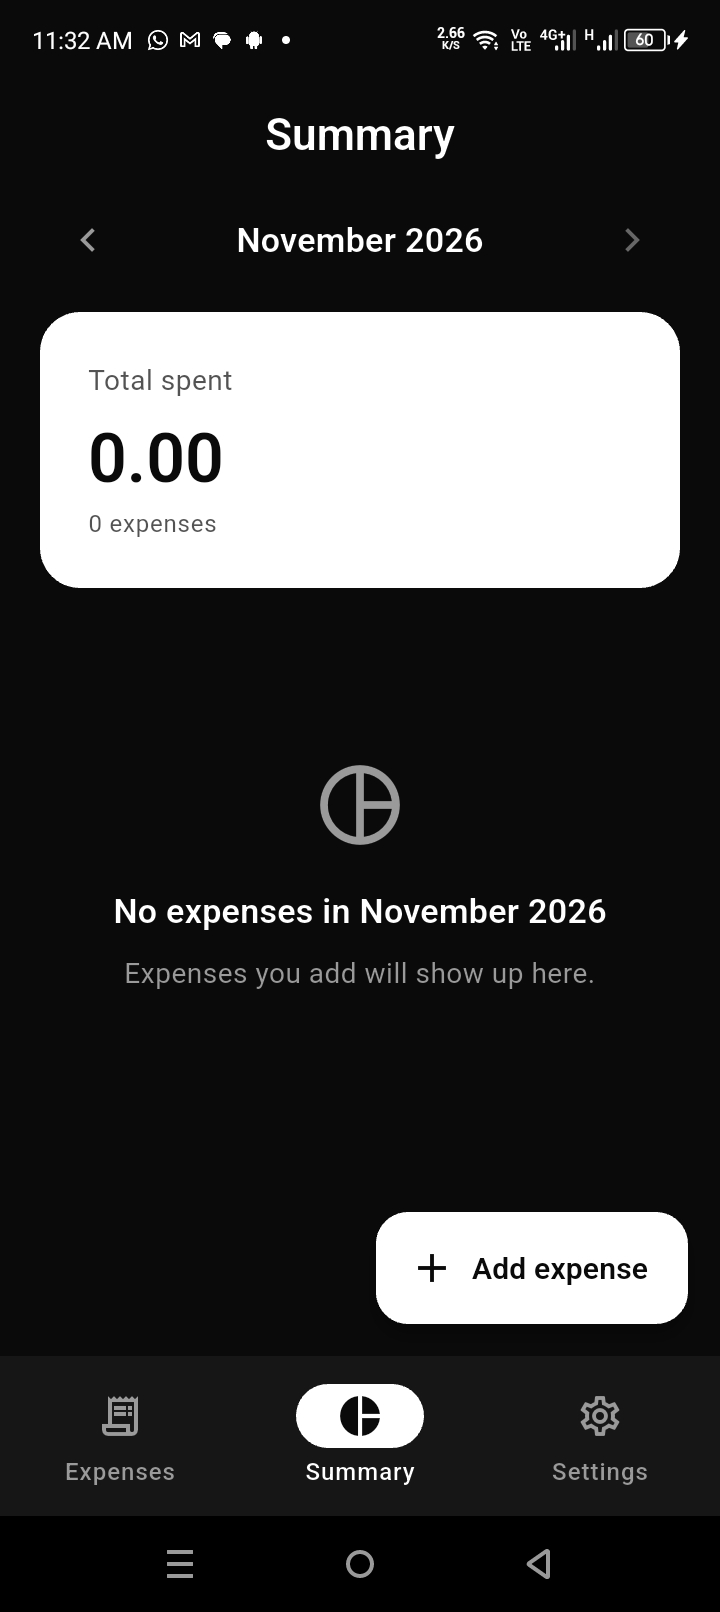 11:32 AM
2.66
K/S
Vo
LTE
4G+
H
60
Summary
November 2026
Total spent
0.00
0 expenses
No expenses in November 2026
Expenses you add will show up here.
Add expense
Expenses
Summary
Settings